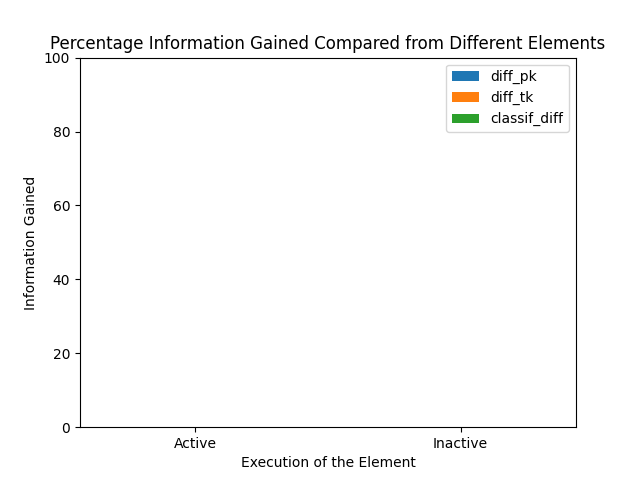 Percentage Information Gained Compared from Different Elements
100
80
60
40
20
0
Information Gained
diff_pk
diff_tk
classif_diff
Active
Inactive
Execution of the Element